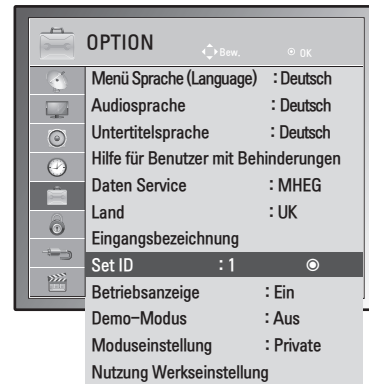 OPTION
Bew. OK
Menü Sprache (Language) : Deutsch
Audiosprache : Deutsch
Untertitelsprache : Deutsch
Hilfe für Benutzer mit Behinderungen
Daten Service : MHEG
Land : UK
Eingangsbezeichnung
Set ID : 1
Betriebsanzeige : Ein
Demo-Modus : Aus
Moduseinstellung : Private
Nutzung Werkseinstellung